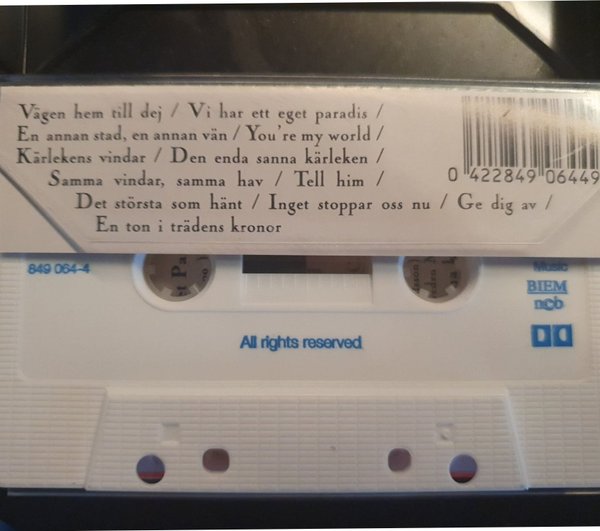 Vägen hem till dej / Vi har ett eget paradis /
En annan stad, en annan vän / You're my world /
Kärlekens vindar / Den enda sanna kärleken /
Samma vindar, samma hav / Tell him /
Det största som hänt / Inget stoppar oss nu / Ge dig av /
En ton i trädens kronor
0 422849 06449
849 064-4
Music
BIEM
ncb
All rights reserved